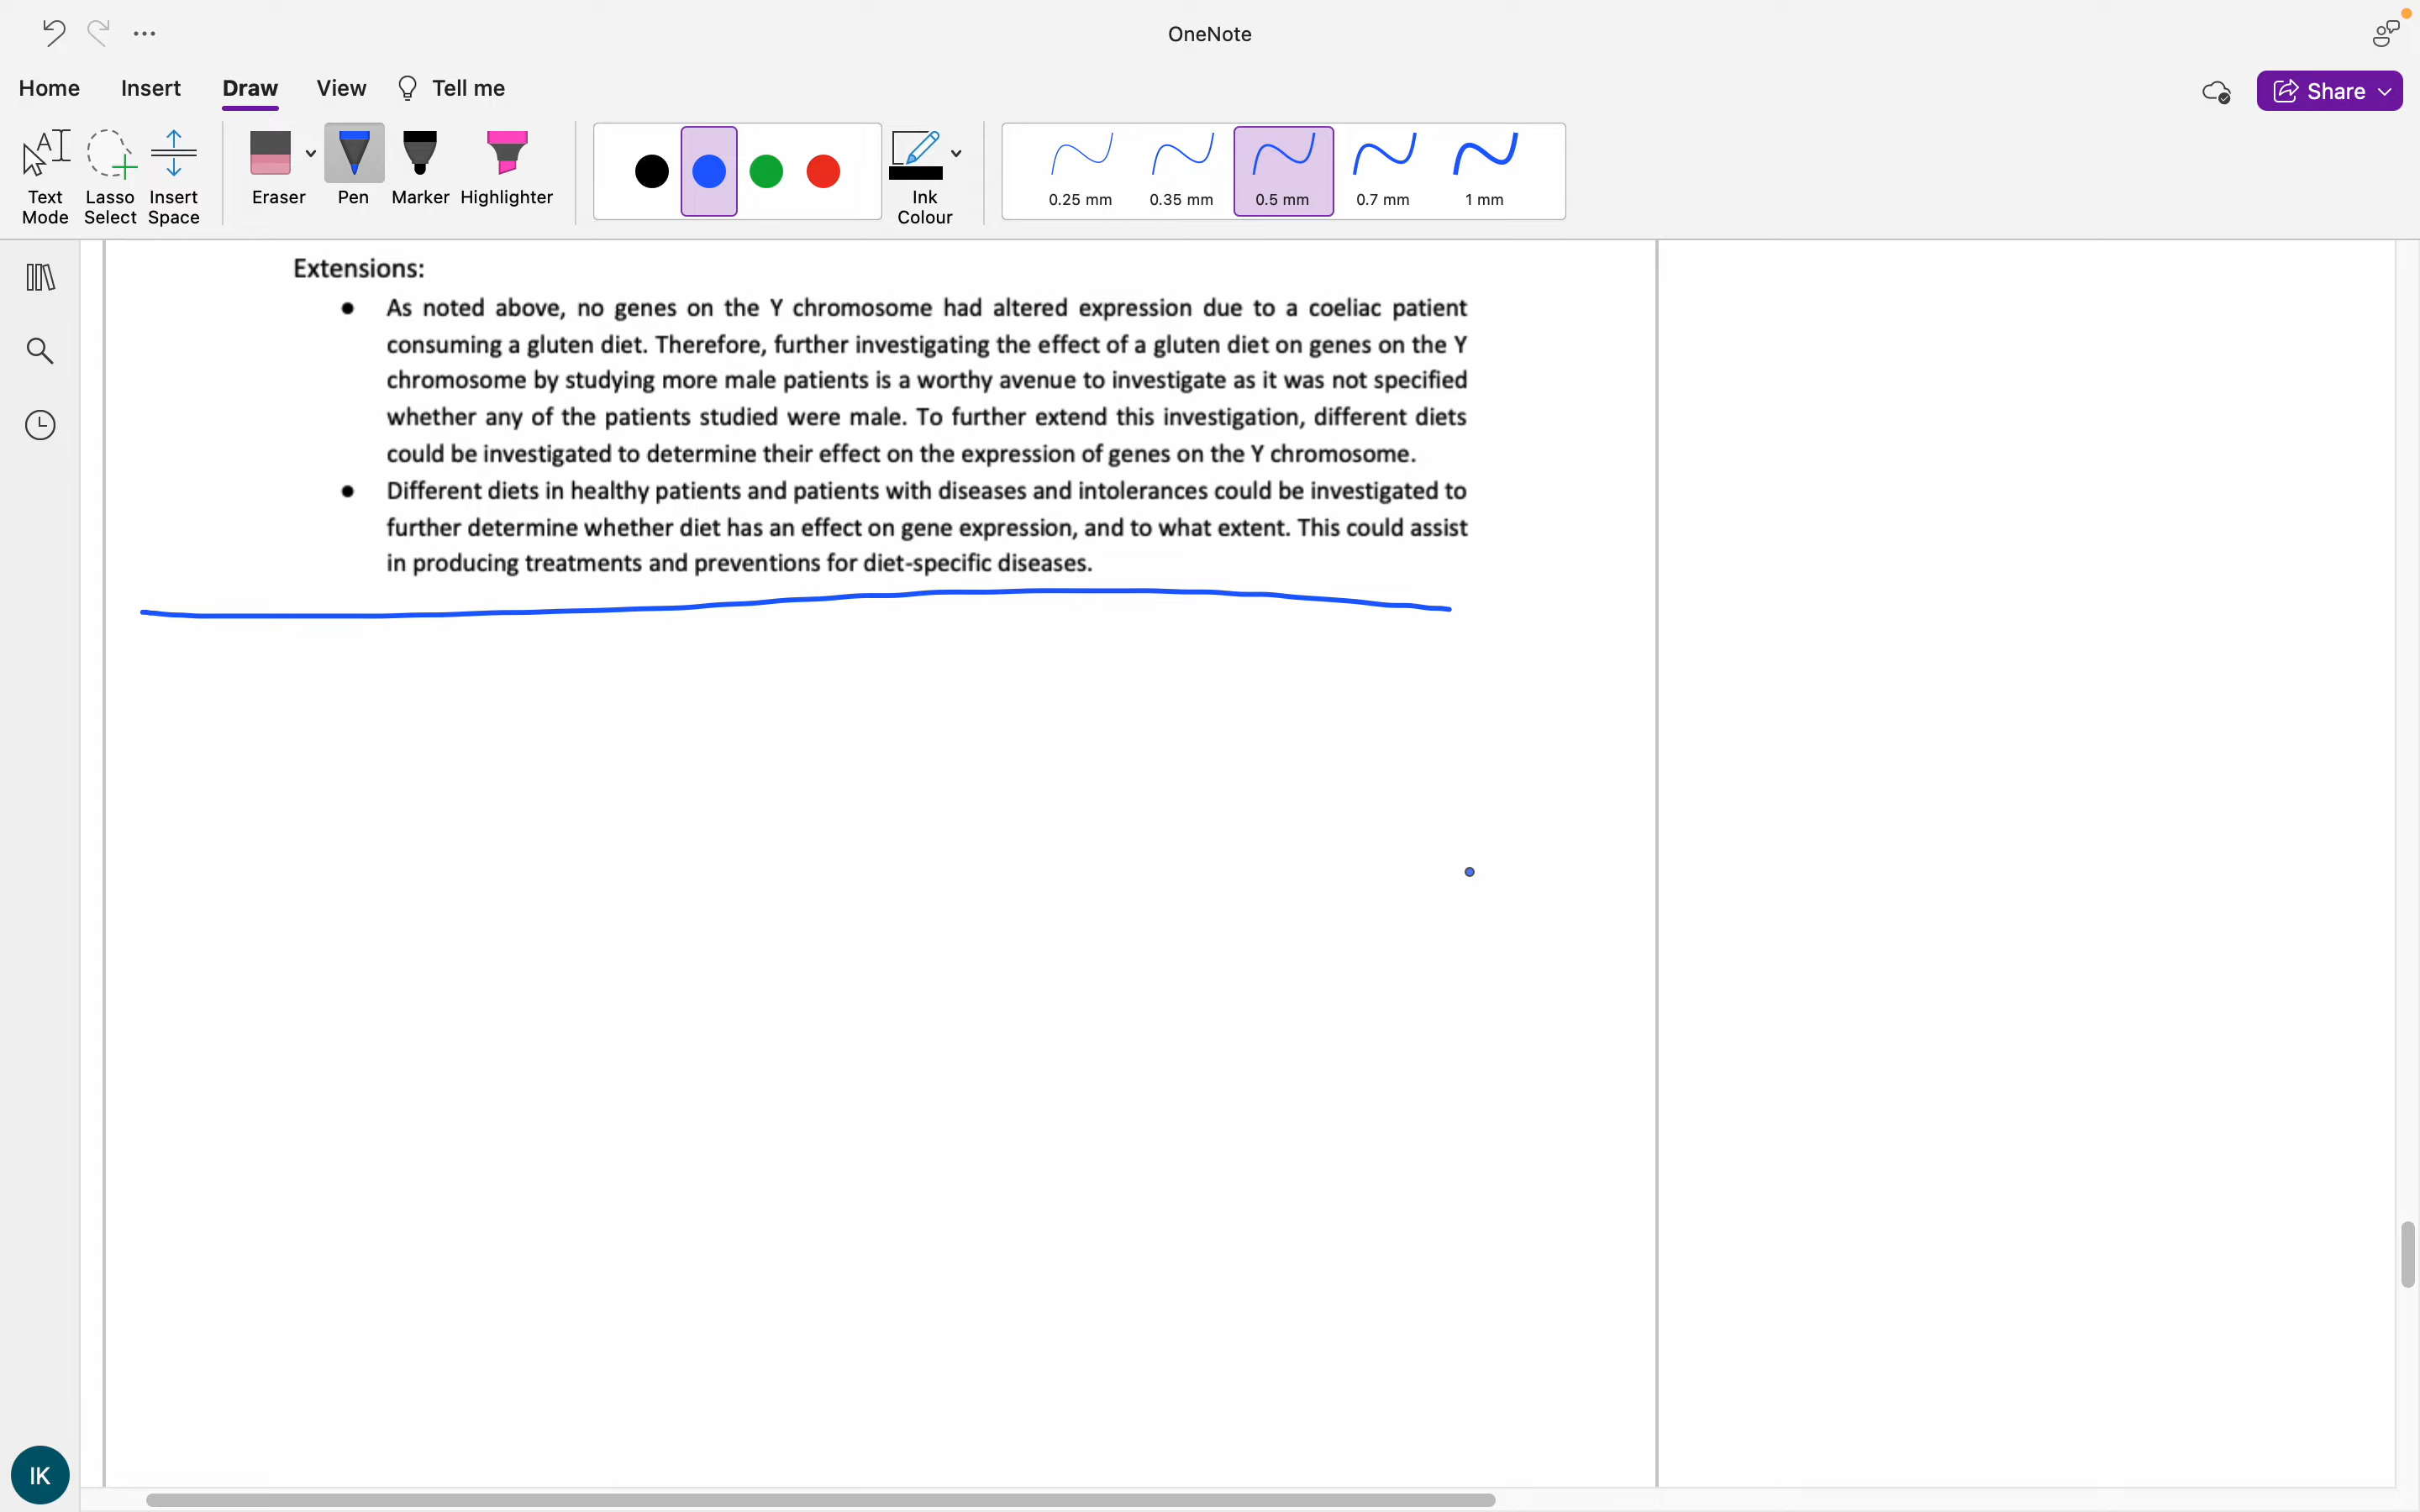 OneNote
Home Insert Draw View Tell me
Share
Text Mode
Lasso Select
Insert Space
Eraser
Pen
Marker
Highlighter
Ink Colour
0.25 mm
0.35 mm
0.5 mm
0.7 mm
1 mm
Extensions:
● As noted above, no genes on the Y chromosome had altered expression due to a coeliac patient
consuming a gluten diet. Therefore, further investigating the effect of a gluten diet on genes on the Y
chromosome by studying more male patients is a worthy avenue to investigate as it was not specified
whether any of the patients studied were male. To further extend this investigation, different diets
could be investigated to determine their effect on the expression of genes on the Y chromosome.
● Different diets in healthy patients and patients with diseases and intolerances could be investigated to
further determine whether diet has an effect on gene expression, and to what extent. This could assist
in producing treatments and preventions for diet-specific diseases.
IK